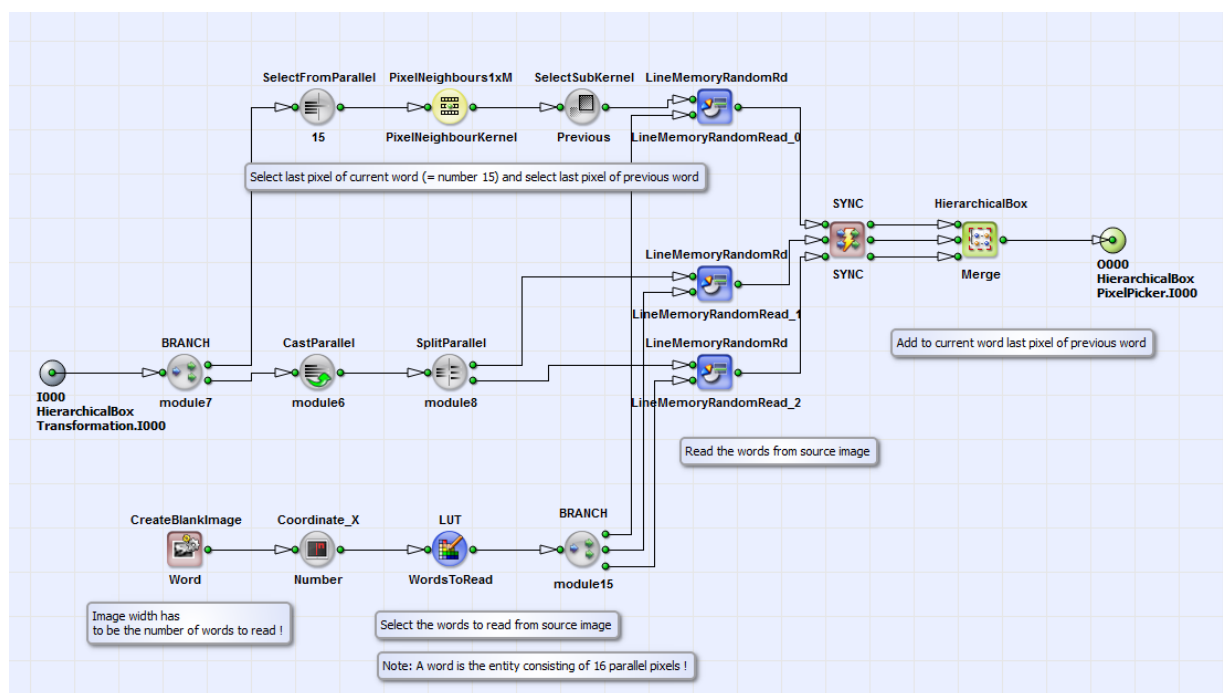 SelectFromParallel PixelNeighbours1xM SelectSubKernel LineMemoryRandomRd
15 PixelNeighbourKernel Previous LineMemoryRandomRead_0
Select last pixel of current word (= number 15) and select last pixel of previous word
SYNC HierarchicalBox
LineMemoryRandomRd
SYNC Merge
O000
HierarchicalBox
PixelPicker.I000
LineMemoryRandomRead_1
BRANCH CastParallel SplitParallel LineMemoryRandomRd
Add to current word last pixel of previous word
I000
HierarchicalBox
Transformation.I000
module7 module6 module8 LineMemoryRandomRead_2
Read the words from source image
CreateBlankImage Coordinate_X LUT BRANCH
Word Number WordsToRead module15
Image width has
to be the number of words to read !
Select the words to read from source image
Note: A word is the entity consisting of 16 parallel pixels !